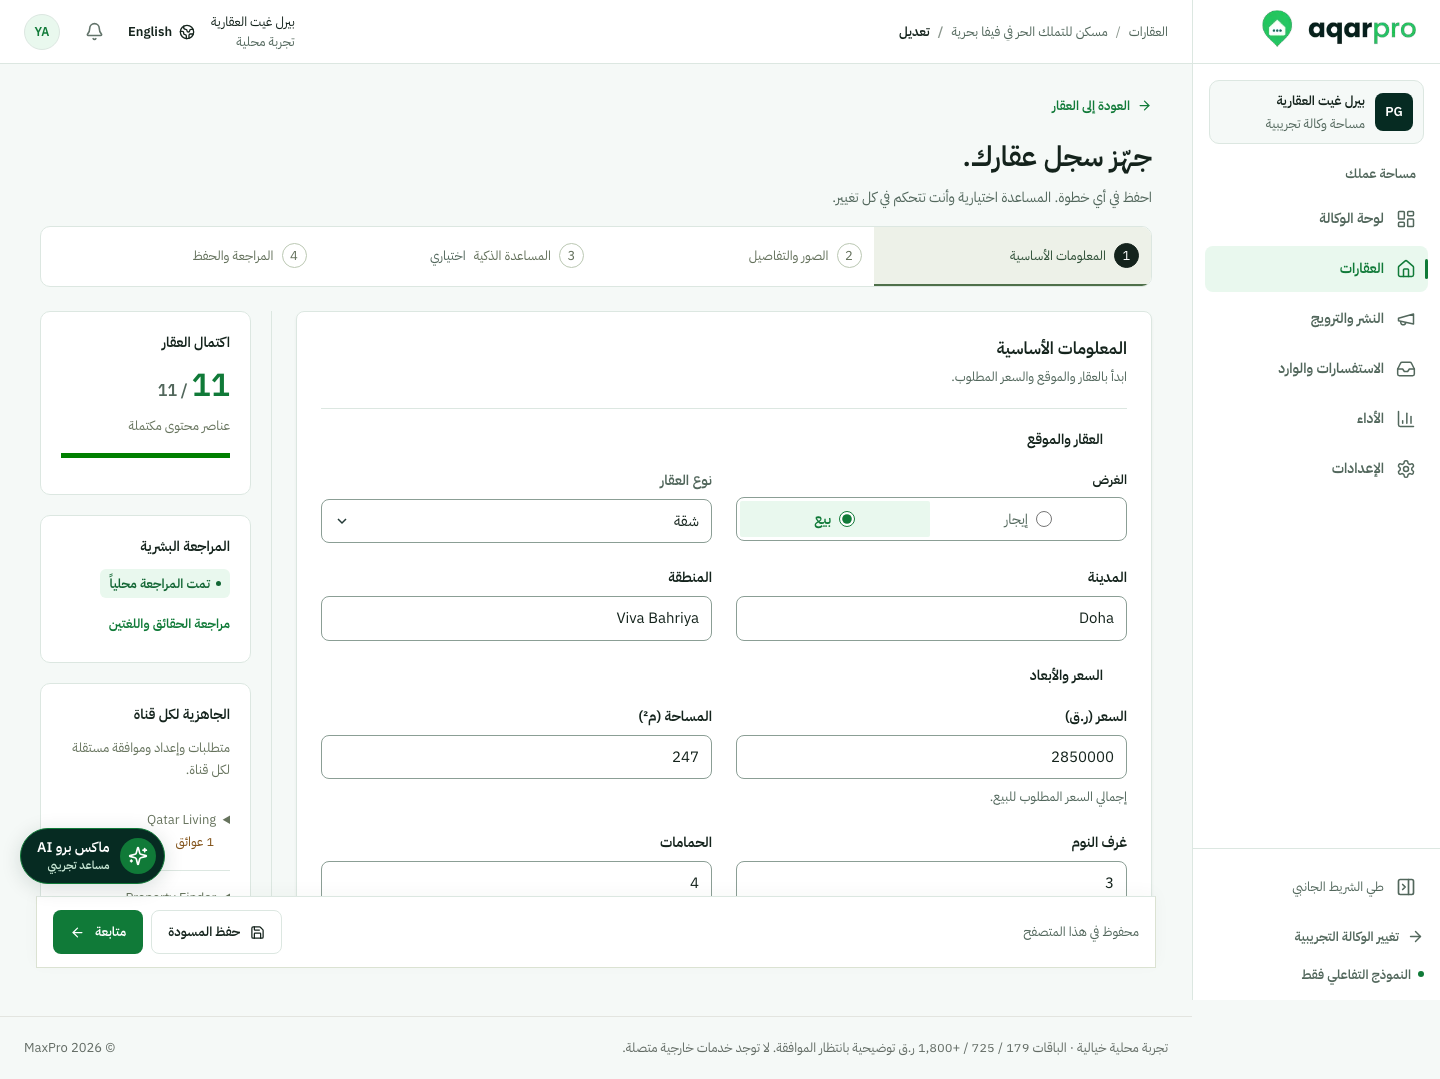 aqarpro
العقارات / مسكن للتملك الحر في فيفا بحرية / تعديل
بيرل غيت العقارية
تجربة محلية
English
YA
PG
بيرل غيت العقارية
مساحة وكالة تجريبية
مساحة عملك
لوحة الوكالة
العقارات
النشر والترويج
الاستفسارات والوارد
الأداء
الإعدادات
طي الشريط الجانبي
تغيير الوكالة التجريبية
النموذج التفاعلي فقط
العودة إلى العقار
جهّز سجل عقارك.
احفظ في أي خطوة. المساعدة اختيارية وأنت تتحكم في كل تغيير.
1 المعلومات الأساسية
2 الصور والتفاصيل
3 المساعدة الذكية اختياري
4 المراجعة والحفظ
المعلومات الأساسية
ابدأ بالعقار والموقع والسعر المطلوب.
العقار والموقع
الغرض
إيجار
بيع
نوع العقار
شقة
المدينة
Doha
المنطقة
Viva Bahriya
السعر والأبعاد
السعر (ر.ق)
2850000
إجمالي السعر المطلوب للبيع.
المساحة (م²)
247
غرف النوم
3
الحمامات
4
اكتمال العقار
11 / 11
عناصر محتوى مكتملة
المراجعة البشرية
تمت المراجعة محلياً
مراجعة الحقائق واللغتين
الجاهزية لكل قناة
متطلبات وإعداد وموافقة مستقلة
لكل قناة.
Qatar Living
1 عوائق
Property Finder
ماكس برو AI
مساعد تجريبي
محفوظ في هذا المتصفح
حفظ المسودة
متابعة
تجربة محلية خيالية · الباقات 179 / 725 / +1,800 ر.ق توضيحية بانتظار الموافقة. لا توجد خدمات خارجية متصلة.
© 2026 MaxPro